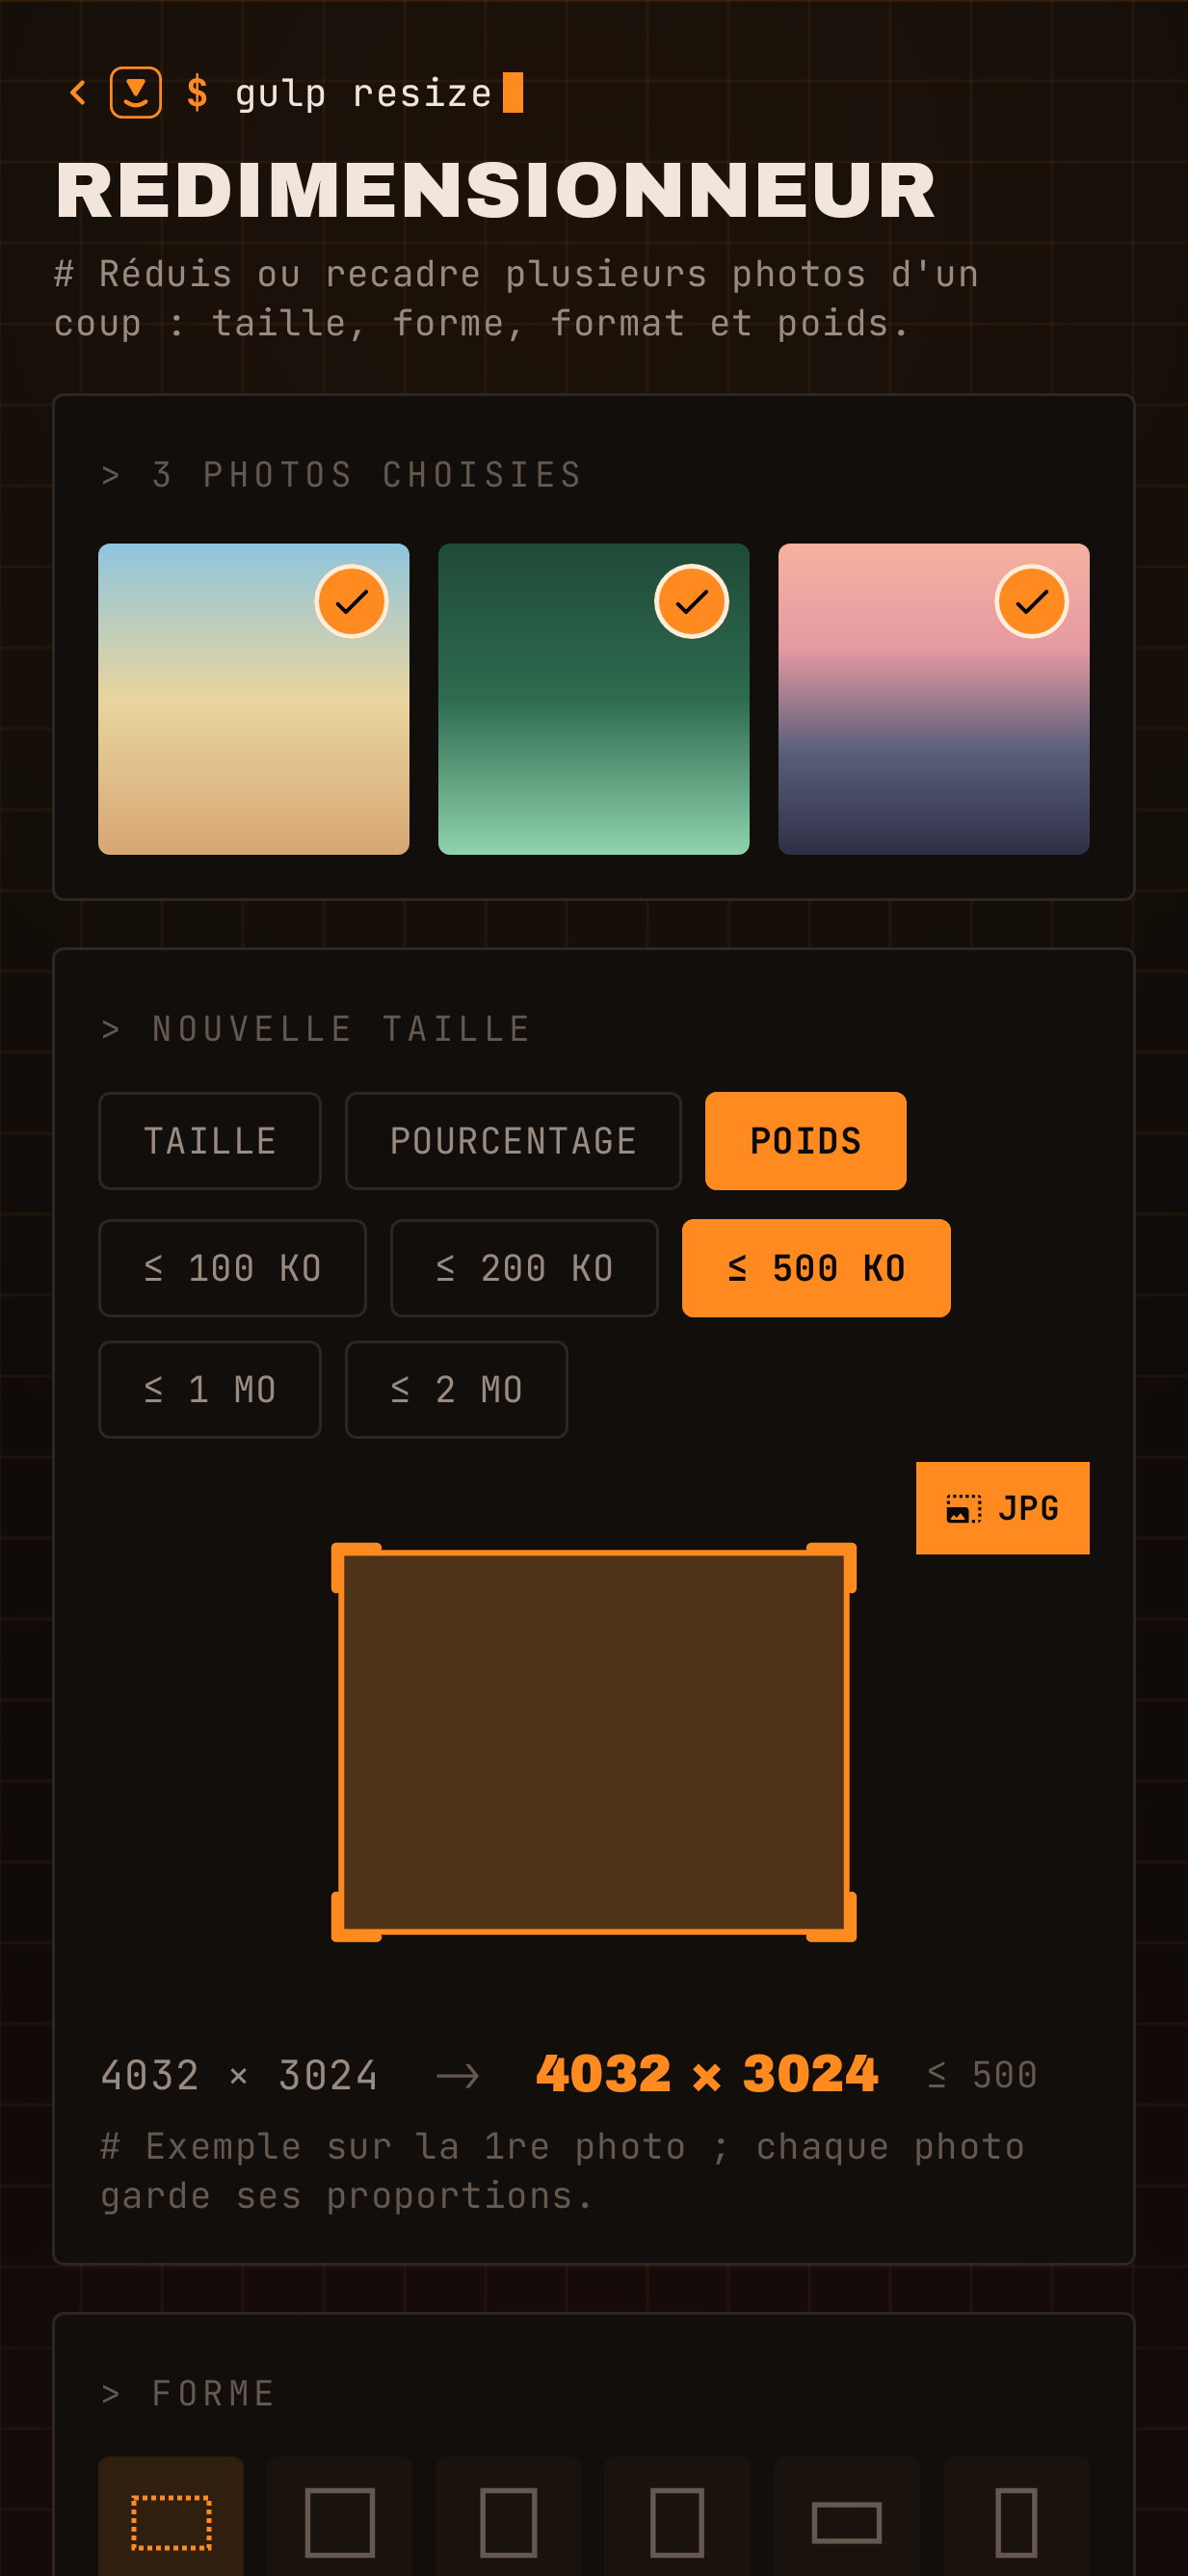 $ gulp resize
REDIMENSIONNEUR
# Réduis ou recadre plusieurs photos d'un
coup : taille, forme, format et poids.
> 3 PHOTOS CHOISIES
> NOUVELLE TAILLE
TAILLE POURCENTAGE POIDS
≤ 100 KO ≤ 200 KO ≤ 500 KO
≤ 1 MO ≤ 2 MO
JPG
4032 × 3024 → 4032 × 3024 ≤ 500
# Exemple sur la 1re photo ; chaque photo
garde ses proportions.
> FORME